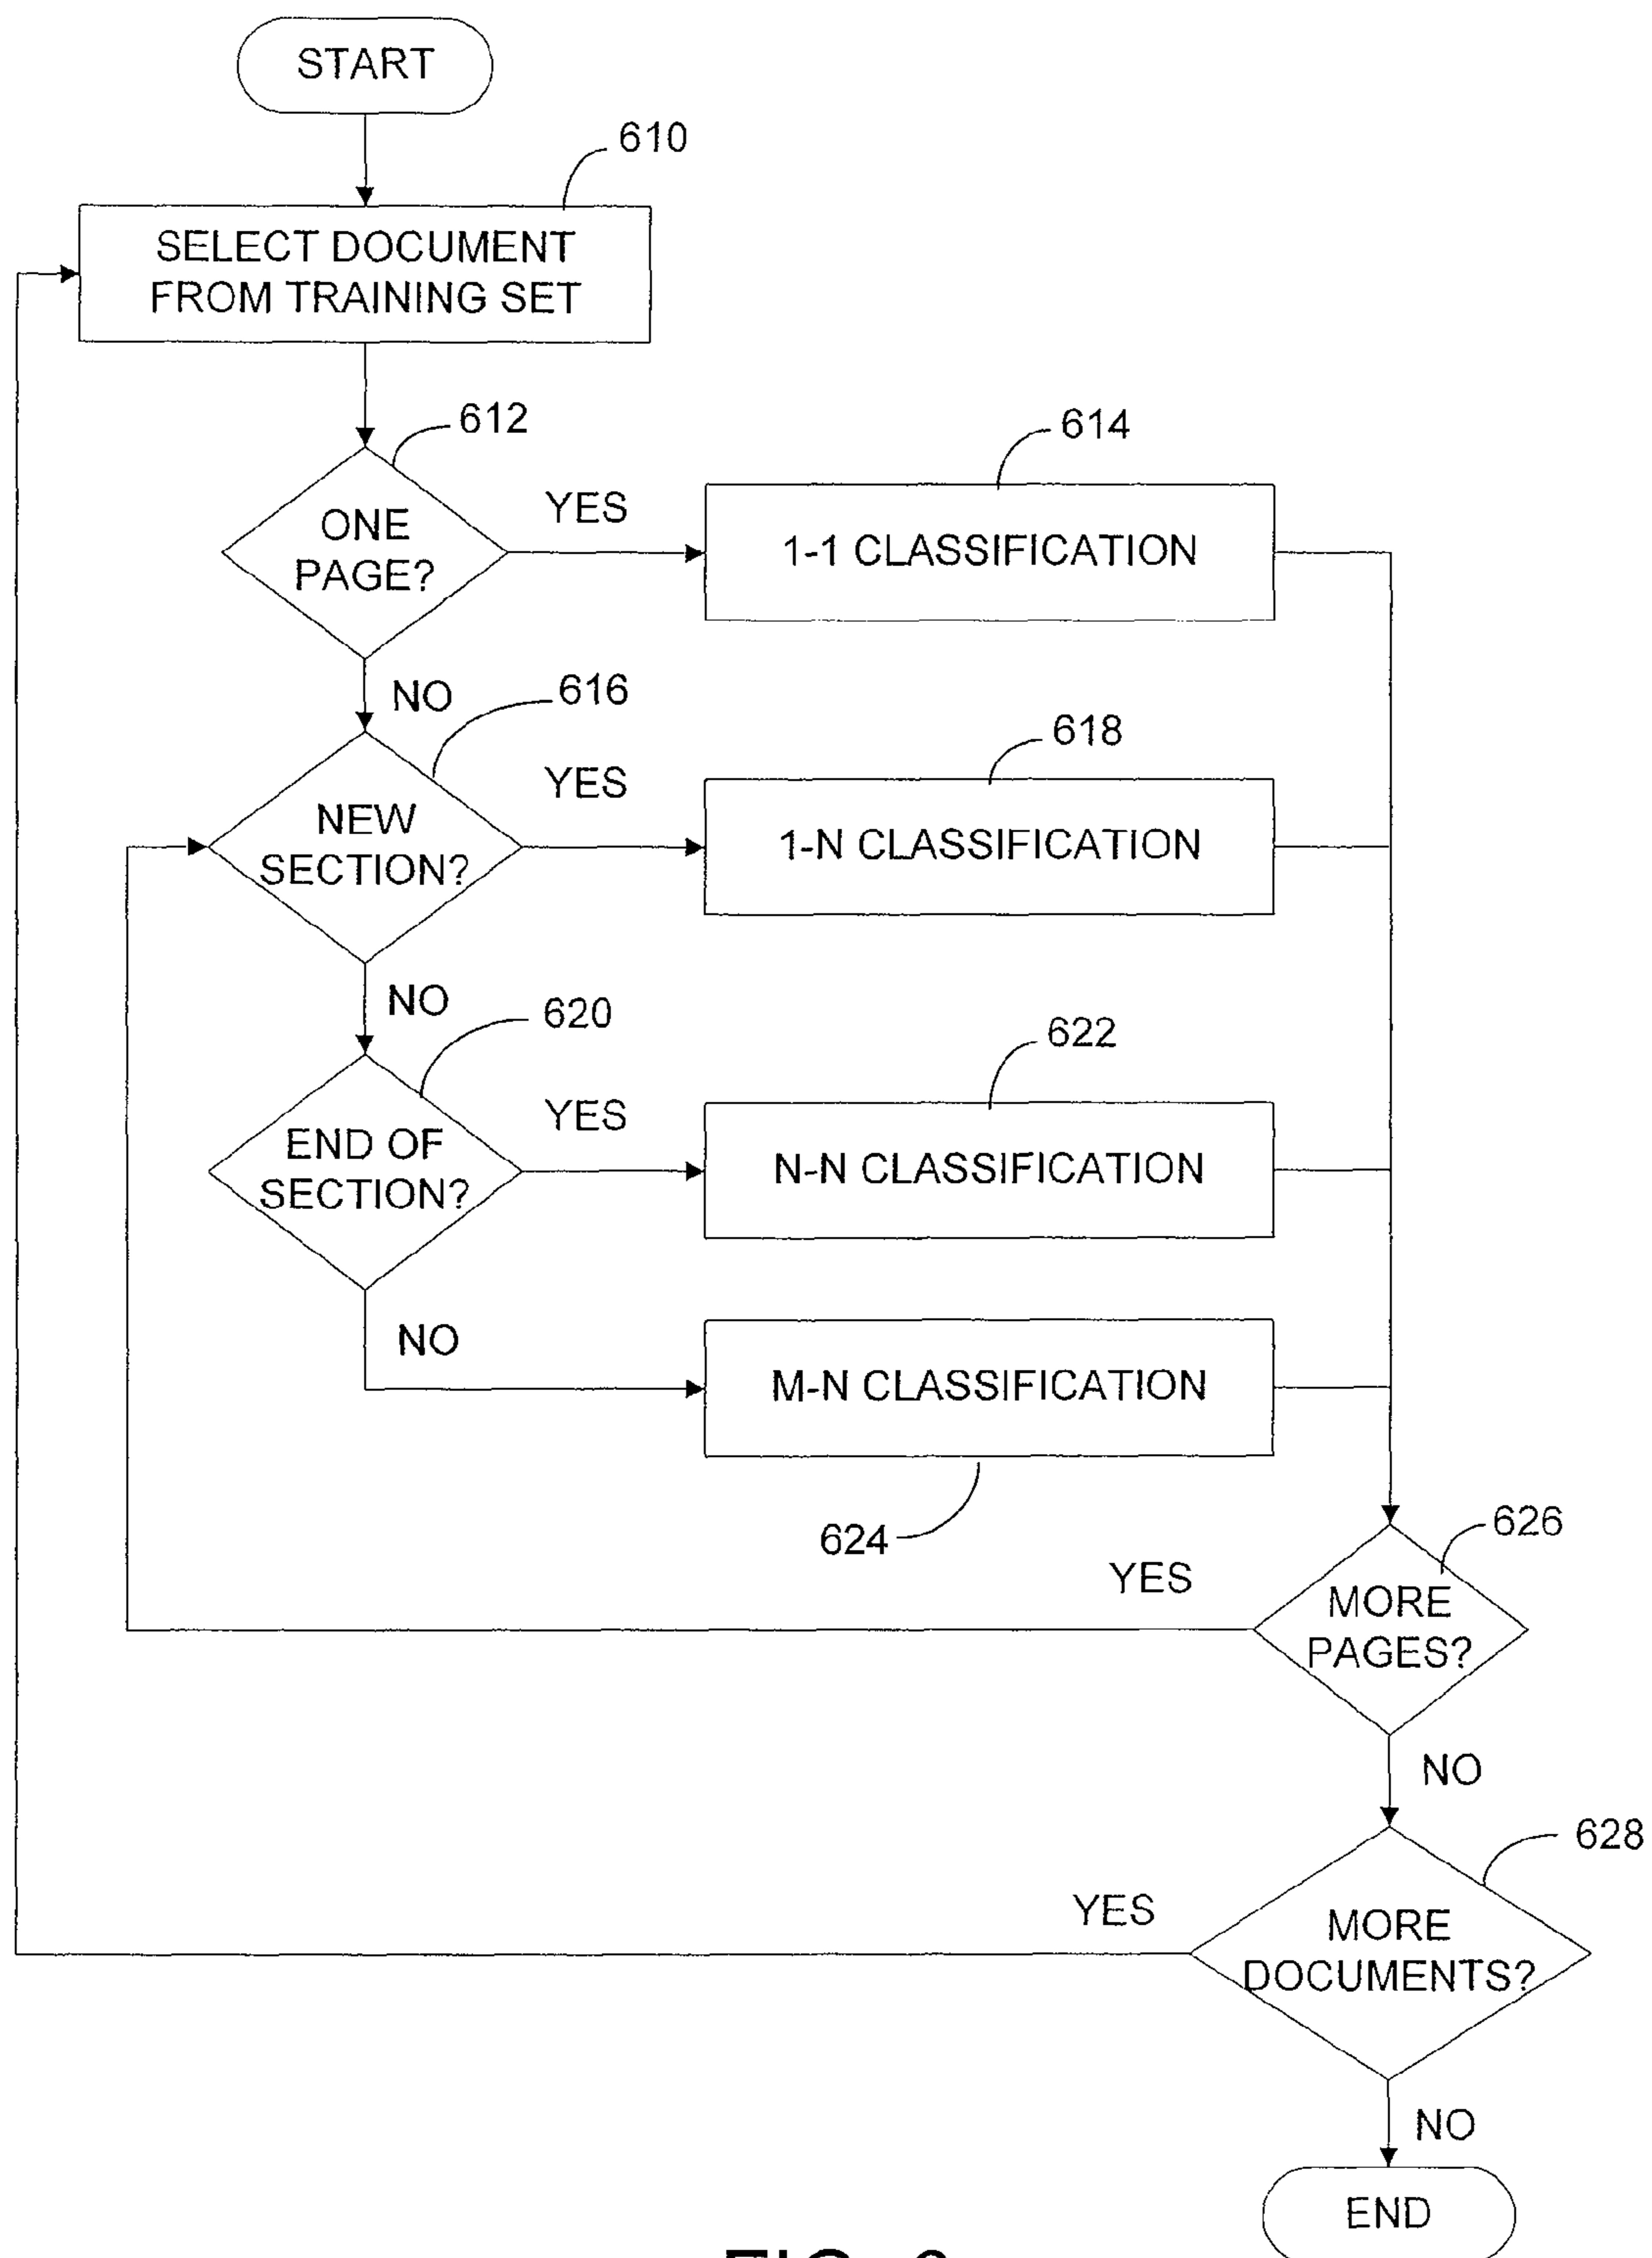 START
610
SELECT DOCUMENT
FROM TRAINING SET
612
ONE
PAGE?
YES
614
1-1 CLASSIFICATION
NO
616
NEW
SECTION?
YES
618
1-N CLASSIFICATION
NO
620
END OF
SECTION?
YES
622
N-N CLASSIFICATION
NO
M-N CLASSIFICATION
624
626
YES
MORE
PAGES?
NO
628
YES
MORE
DOCUMENTS?
NO
END